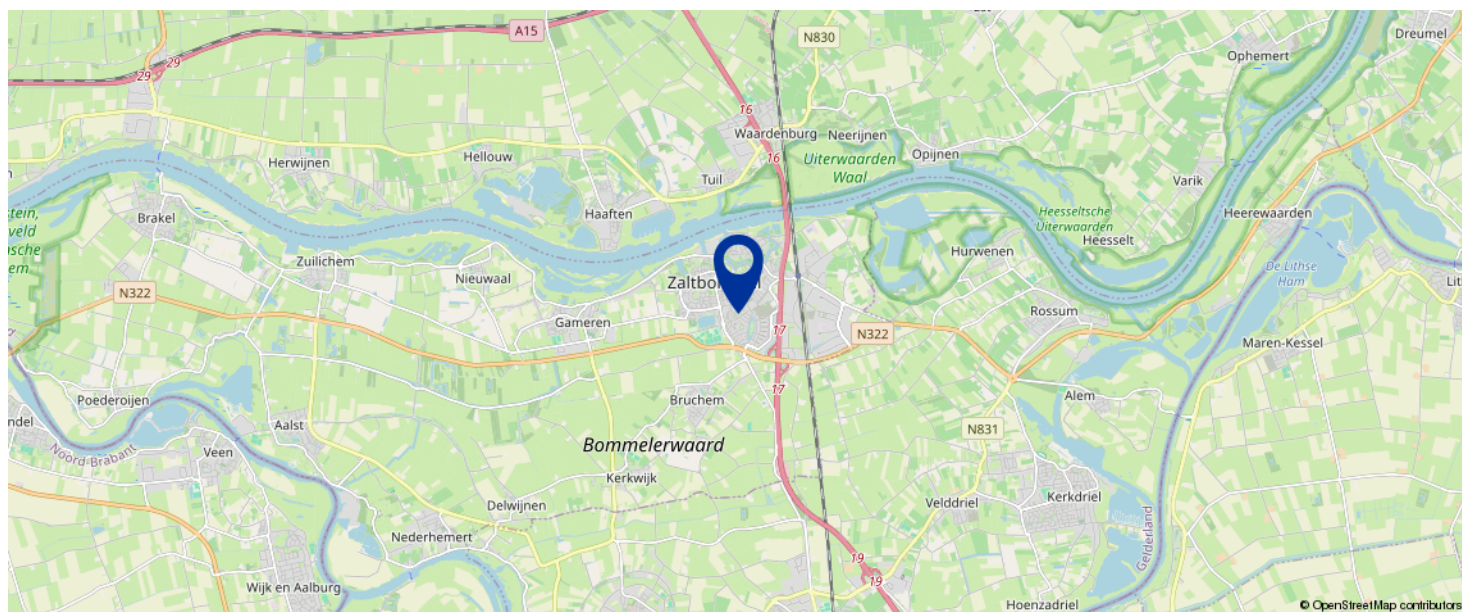 A15
N830
Est
Dreumel
Ophemert
29
29
16
Waardenburg
Neerijnen
16
Uiterwaarden
Waal
Opijnen
Herwijnen
Hellouw
Tuil
Varik
Brakel
Haaften
Heesseltsche
Uiterwaarden
Heerewaarden
Heesselt
Hurwenen
Zuilichem
Nieuwaal
De Lithse
Ham
N322
Gameren
17
N322
Rossum
Maren-Kessel
17
Poederoijen
Bruchem
Alem
Aalst
N831
Noord-Brabant
Veen
Bommelerwaard
Kerkwijk
Delwijnen
Velddriel
Kerkdriel
Nederhemert
Gelderland
19
19
Wijk en Aalburg
Hoenzadriel
© OpenStreetMap contributors